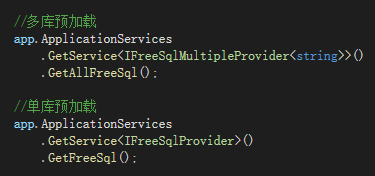 //多库预加载
app.ApplicationServices
.GetService<IFreeSqlMultipleProvider<string>>()
.GetAllFreeSql();
//单库预加载
app.ApplicationServices
.GetService<IFreeSqlProvider>()
.GetFreeSql();